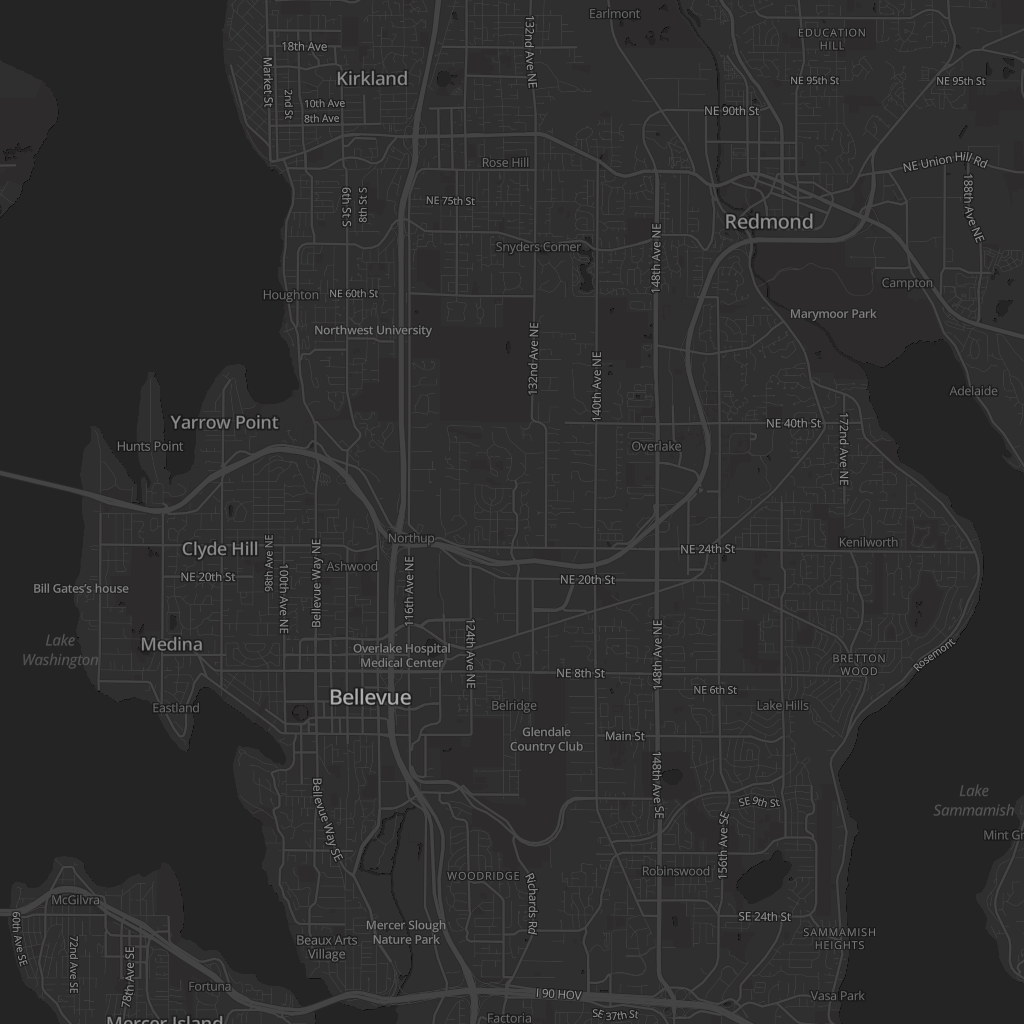 Earlmont
EDUCATION
HILL
132nd Ave NE
18th Ave
Kirkland
Market St
2nd St
10th Ave
8th Ave
NE 95th St
NE 95th St
NE 90th St
Rose Hill
NE Union Hill Rd
188th Ave NE
6th St S
8th St S
NE 75th St
Redmond
Snyders Corner
148th Ave NE
Houghton
NE 60th St
Campton
Northwest University
Marymoor Park
132nd Ave NE
140th Ave NE
Adelaide
Yarrow Point
Hunts Point
NE 40th St
172nd Ave NE
Overlake
Northup
Clyde Hill
98th Ave NE
100th Ave NE
Bellevue Way NE
Ashwood
116th Ave NE
NE 24th St
Kenilworth
NE 20th St
NE 20th St
Bill Gates's house
Lake
Washington
Medina
124th Ave NE
148th Ave NE
Overlake Hospital
Medical Center
BRETTON
WOOD
Rosemont
NE 8th St
NE 6th St
Bellevue
Eastland
Belridge
Lake Hills
Glendale
Country Club
Main St
148th Ave SE
Bellevue Way SE
SE 9th St
Lake
Sammamish
Mint Gr
156th Ave SE
WOODRIDGE
Robinswood
Richards Rd
McGilvra
60th Ave SE
72nd Ave SE
78th Ave SE
Mercer Slough
Nature Park
Beaux Arts
Village
SE 24th St
SAMMAMISH
HEIGHTS
Fortuna
I 90 HOV
Vasa Park
SE 37th St
Factoria
Mercer Island